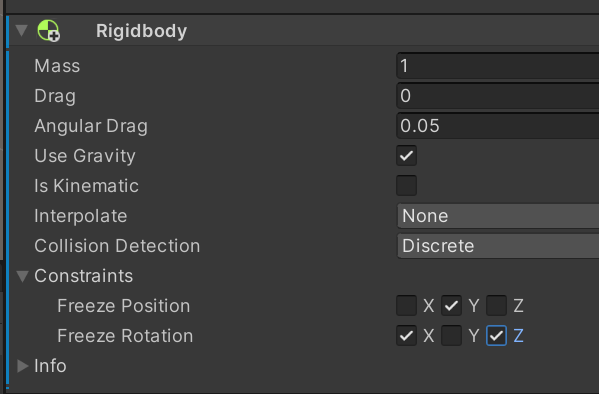 Rigidbody
Mass 1
Drag 0
Angular Drag 0.05
Use Gravity
Is Kinematic
Interpolate None
Collision Detection Discrete
Constraints
Freeze Position X Y Z
Freeze Rotation X Y Z
Info